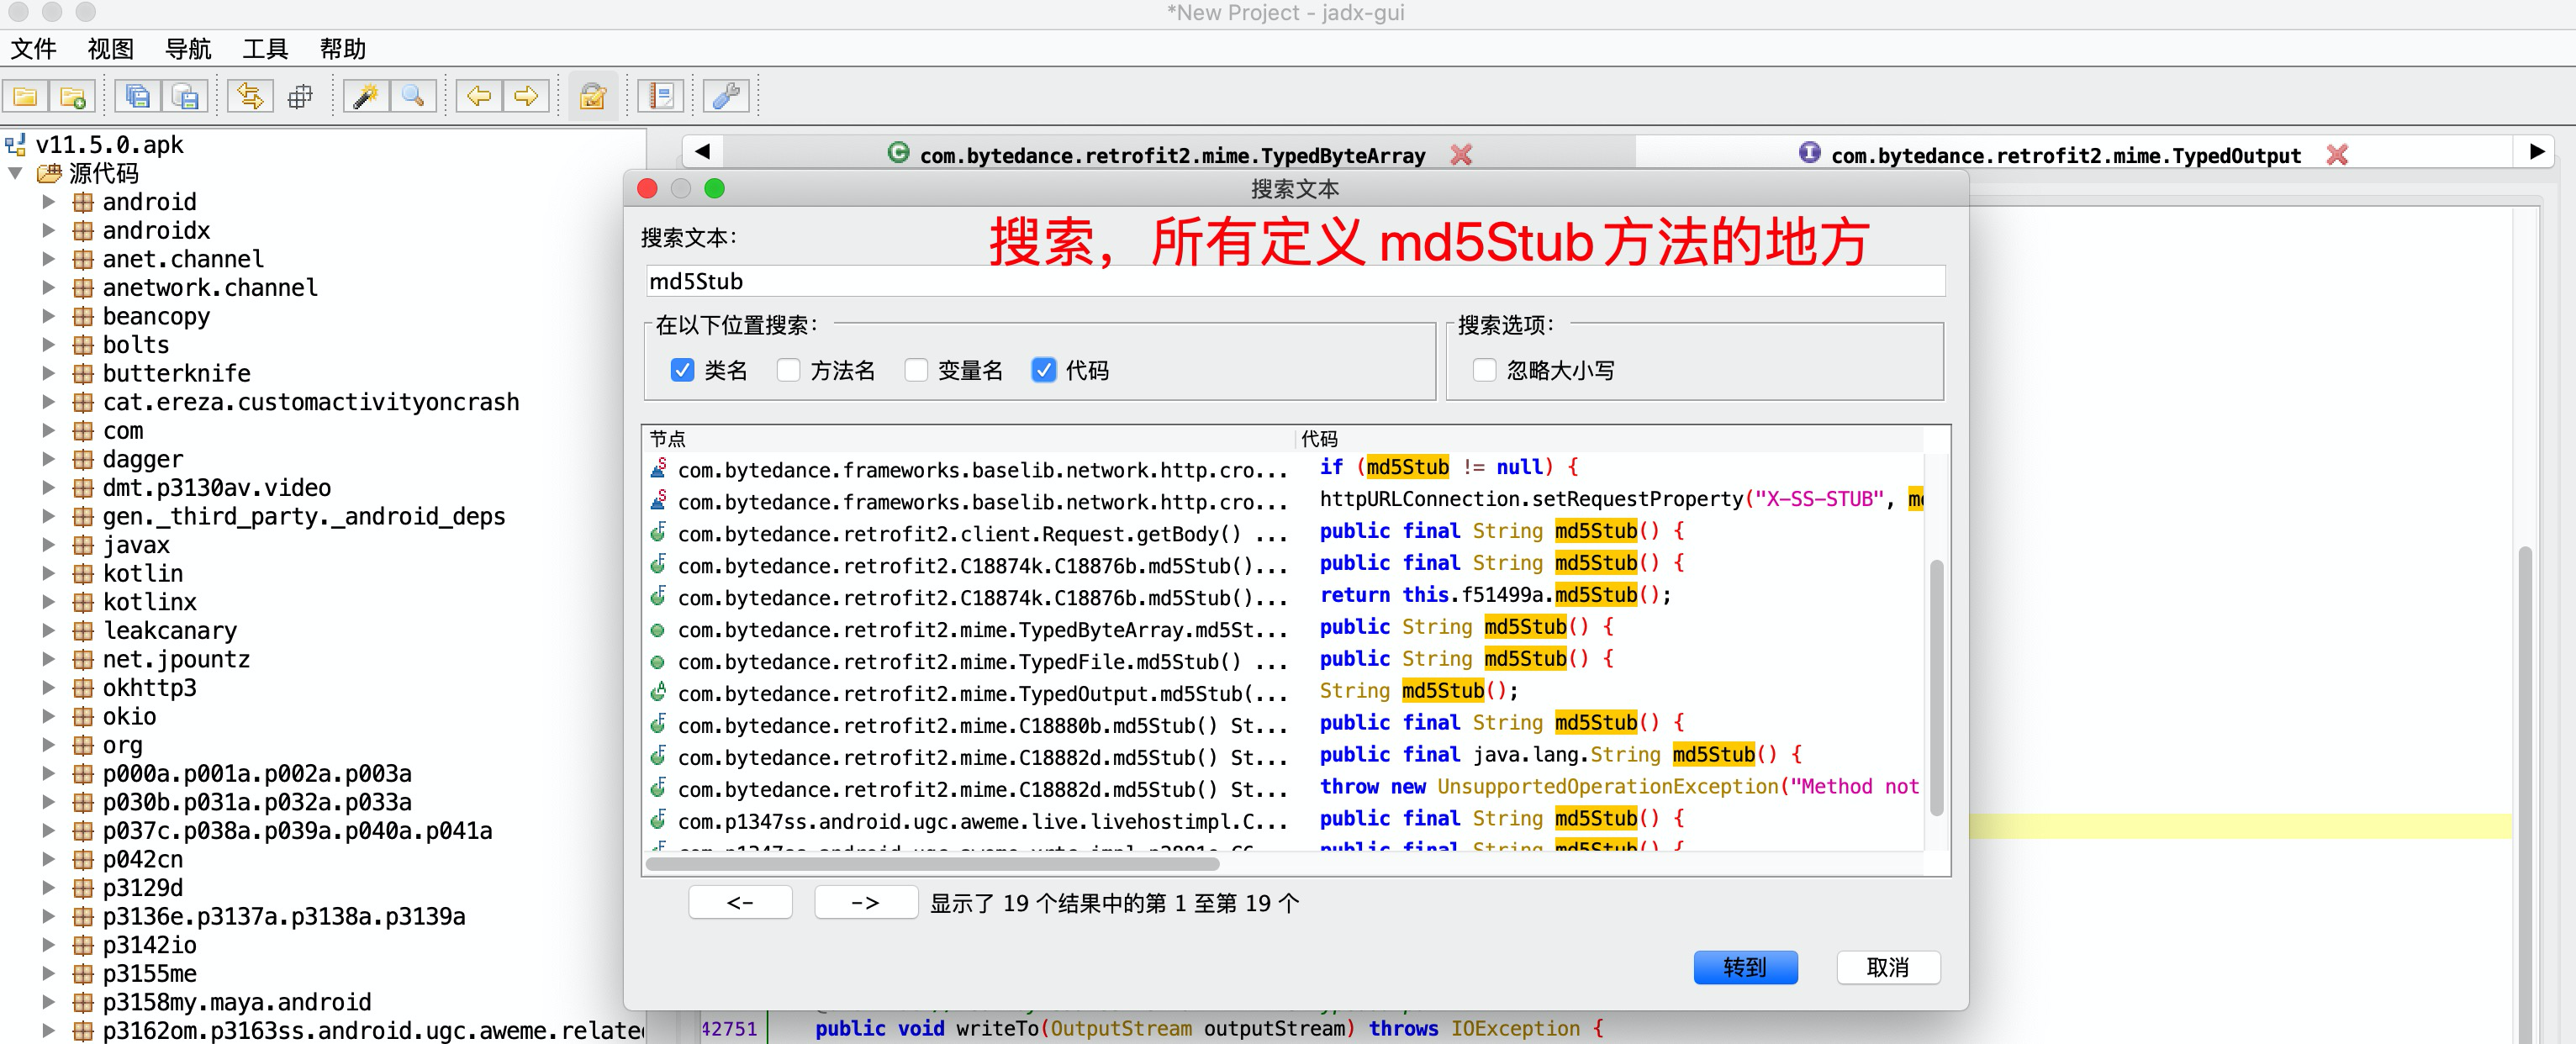 *New Project - jadx-gui
文件 视图 导航 工具 帮助
v11.5.0.apk
源代码
android
androidx
anet.channel
anetwork.channel
beancopy
bolts
butterknife
cat.ereza.customactivityoncrash
com
dagger
dmt.p3130av.video
gen._third_party._android_deps
javax
kotlin
kotlinx
leakcanary
net.jpountz
okhttp3
okio
org
p000a.p001a.p002a.p003a
p030b.p031a.p032a.p033a
p037c.p038a.p039a.p040a.p041a
p042cn
p3129d
p3136e.p3137a.p3138a.p3139a
p3142io
p3155me
p3158my.maya.android
p3162om.p3163ss.android.ugc.aweme.relate
com.bytedance.retrofit2.mime.TypedByteArray com.bytedance.retrofit2.mime.TypedOutput
搜索文本
搜索，所有定义 md5Stub 方法的地方
搜索文本:
md5Stub
在以下位置搜索: 搜索选项:
类名 方法名 变量名 代码 忽略大小写
节点 代码
com.bytedance.frameworks.baselib.network.http.cro... if (md5Stub != null) {
com.bytedance.frameworks.baselib.network.http.cro... httpURLConnection.setRequestProperty("X-SS-STUB", md
com.bytedance.retrofit2.client.Request.getBody() ... public final String md5Stub() {
com.bytedance.retrofit2.C18874k.C18876b.md5Stub()... public final String md5Stub() {
com.bytedance.retrofit2.C18874k.C18876b.md5Stub()... return this.f51499a.md5Stub();
com.bytedance.retrofit2.mime.TypedByteArray.md5St... public String md5Stub() {
com.bytedance.retrofit2.mime.TypedFile.md5Stub() ... public String md5Stub() {
com.bytedance.retrofit2.mime.TypedOutput.md5Stub(... String md5Stub();
com.bytedance.retrofit2.mime.C18880b.md5Stub() St... public final String md5Stub() {
com.bytedance.retrofit2.mime.C18882d.md5Stub() St... public final java.lang.String md5Stub() {
com.bytedance.retrofit2.mime.C18882d.md5Stub() St... throw new UnsupportedOperationException("Method not
com.p1347ss.android.ugc.aweme.live.livehostimpl.C... public final String md5Stub() {
public final String md5Stub() {
<- -> 显示了 19 个结果中的第 1 至第 19 个
转到 取消
42751 public void writeTo(OutputStream outputStream) throws IOException {